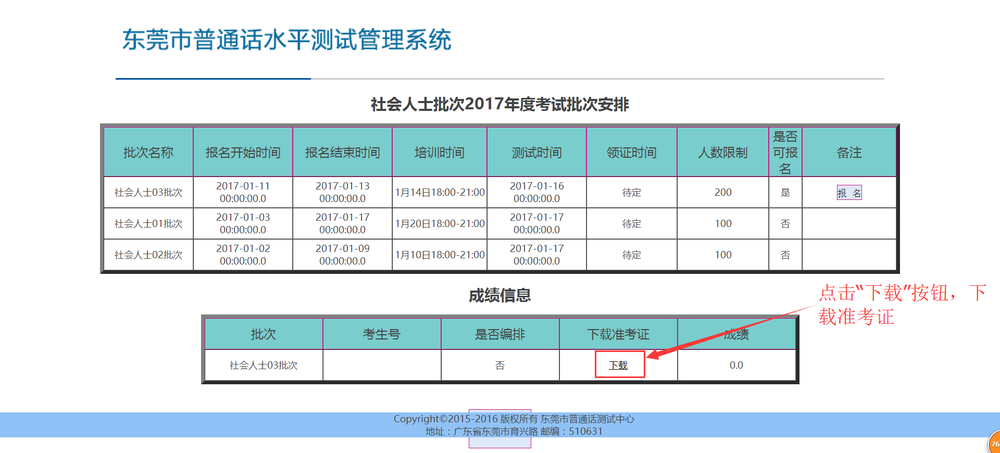 东莞市普通话水平测试管理系统
社会人士批次2017年度考试批次安排
批次名称 报名开始时间 报名结束时间 培训时间 测试时间 领证时间 人数限制 是否可报名 备注
社会人士03批次 2017-01-11 00:00:00.0 2017-01-13 00:00:00.0 1月14日18:00-21:00 2017-01-16 00:00:00.0 待定 200 是 报 名
社会人士01批次 2017-01-03 00:00:00.0 2017-01-17 00:00:00.0 1月20日18:00-21:00 2017-01-17 00:00:00.0 待定 100 否
社会人士02批次 2017-01-02 00:00:00.0 2017-01-09 00:00:00.0 1月10日18:00-21:00 2017-01-17 00:00:00.0 待定 100 否
成绩信息
点击“下载”按钮，下
载准考证
批次 考生号 是否编排 下载准考证 成绩
社会人士03批次 否 下载 0.0
Copyright©2015-2016 版权所有 东莞市普通话测试中心
地址：广东省东莞市育兴路 邮编：510631
76